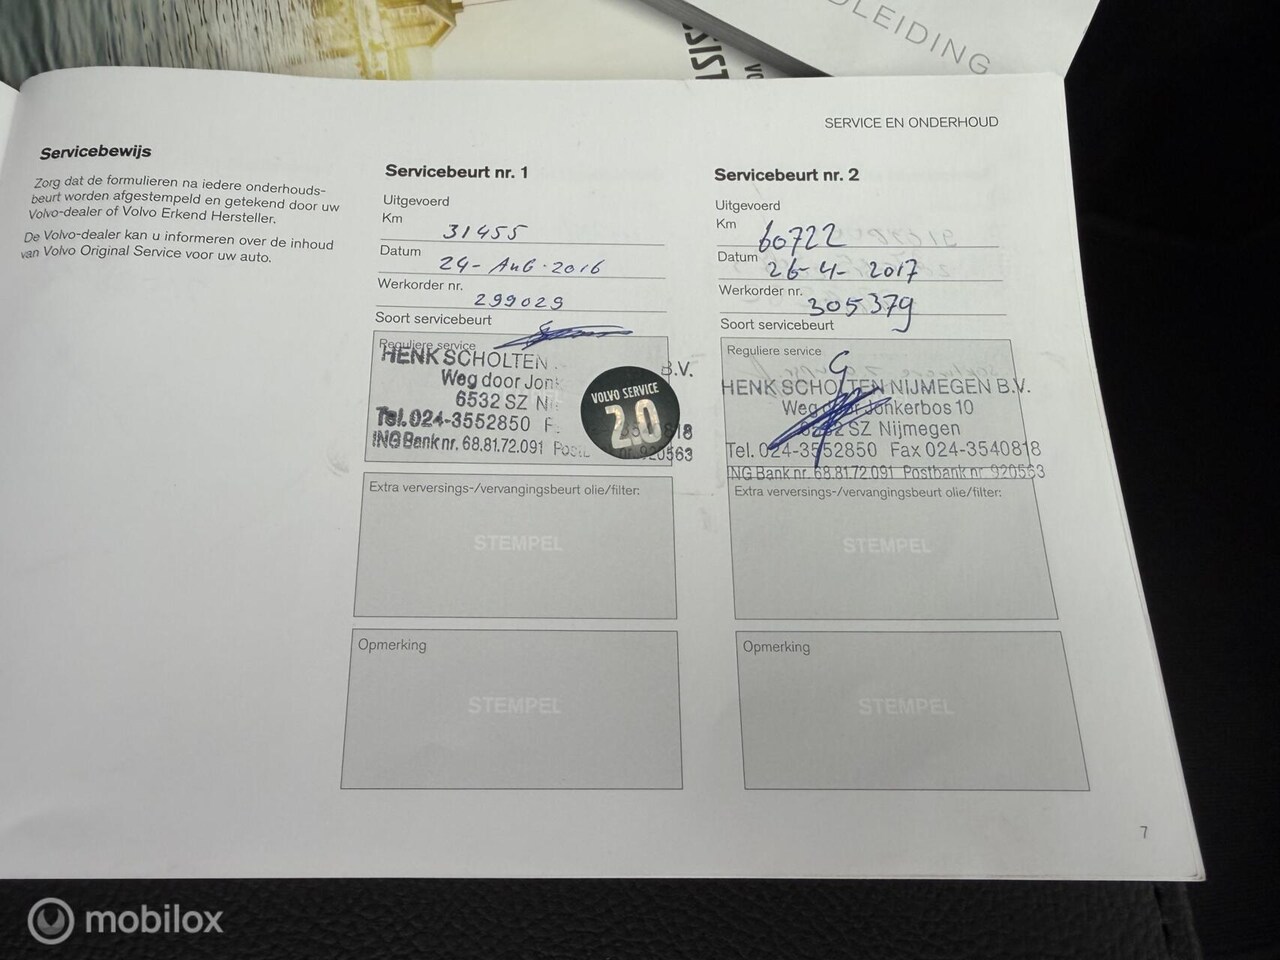 LEIDING
SERVICE EN ONDERHOUD
Servicebewijs
Zorg dat de formulieren na iedere onderhouds-
beurt worden afgestempeld en getekend door uw
Volvo-dealer of Volvo Erkend Hersteller.
De Volvo-dealer kan u informeren over de inhoud
van Volvo Original Service voor uw auto.
Servicebeurt nr. 1
Uitgevoerd
Km 31455
Datum 24-AUG-2016
Werkorder nr. 299029
Soort servicebeurt
Reguliere service
HENK SCHOLTEN B.V.
Weg door Jon
6532 SZ N
Tel. 024-3552850 F
ING Bank nr. 68.81.72.091
VOLVO SERVICE
2.0
Extra verversings-/vervangingsbeurt olie/filter:
STEMPEL
Opmerking
STEMPEL
Servicebeurt nr. 2
Uitgevoerd
Km 60722
Datum 26-4-2017
Werkorder nr. 305379
Soort servicebeurt
Reguliere service
HENK SCHOLTEN NIJMEGEN B.V.
Weg door Jonkerbos 10
6532 SZ Nijmegen
Tel. 024-3552850 Fax 024-3540818
ING Bank nr. 68.81.72.091 Postbank nr. 920563
Extra verversings-/vervangingsbeurt olie/filter:
STEMPEL
Opmerking
STEMPEL
7
mobilox